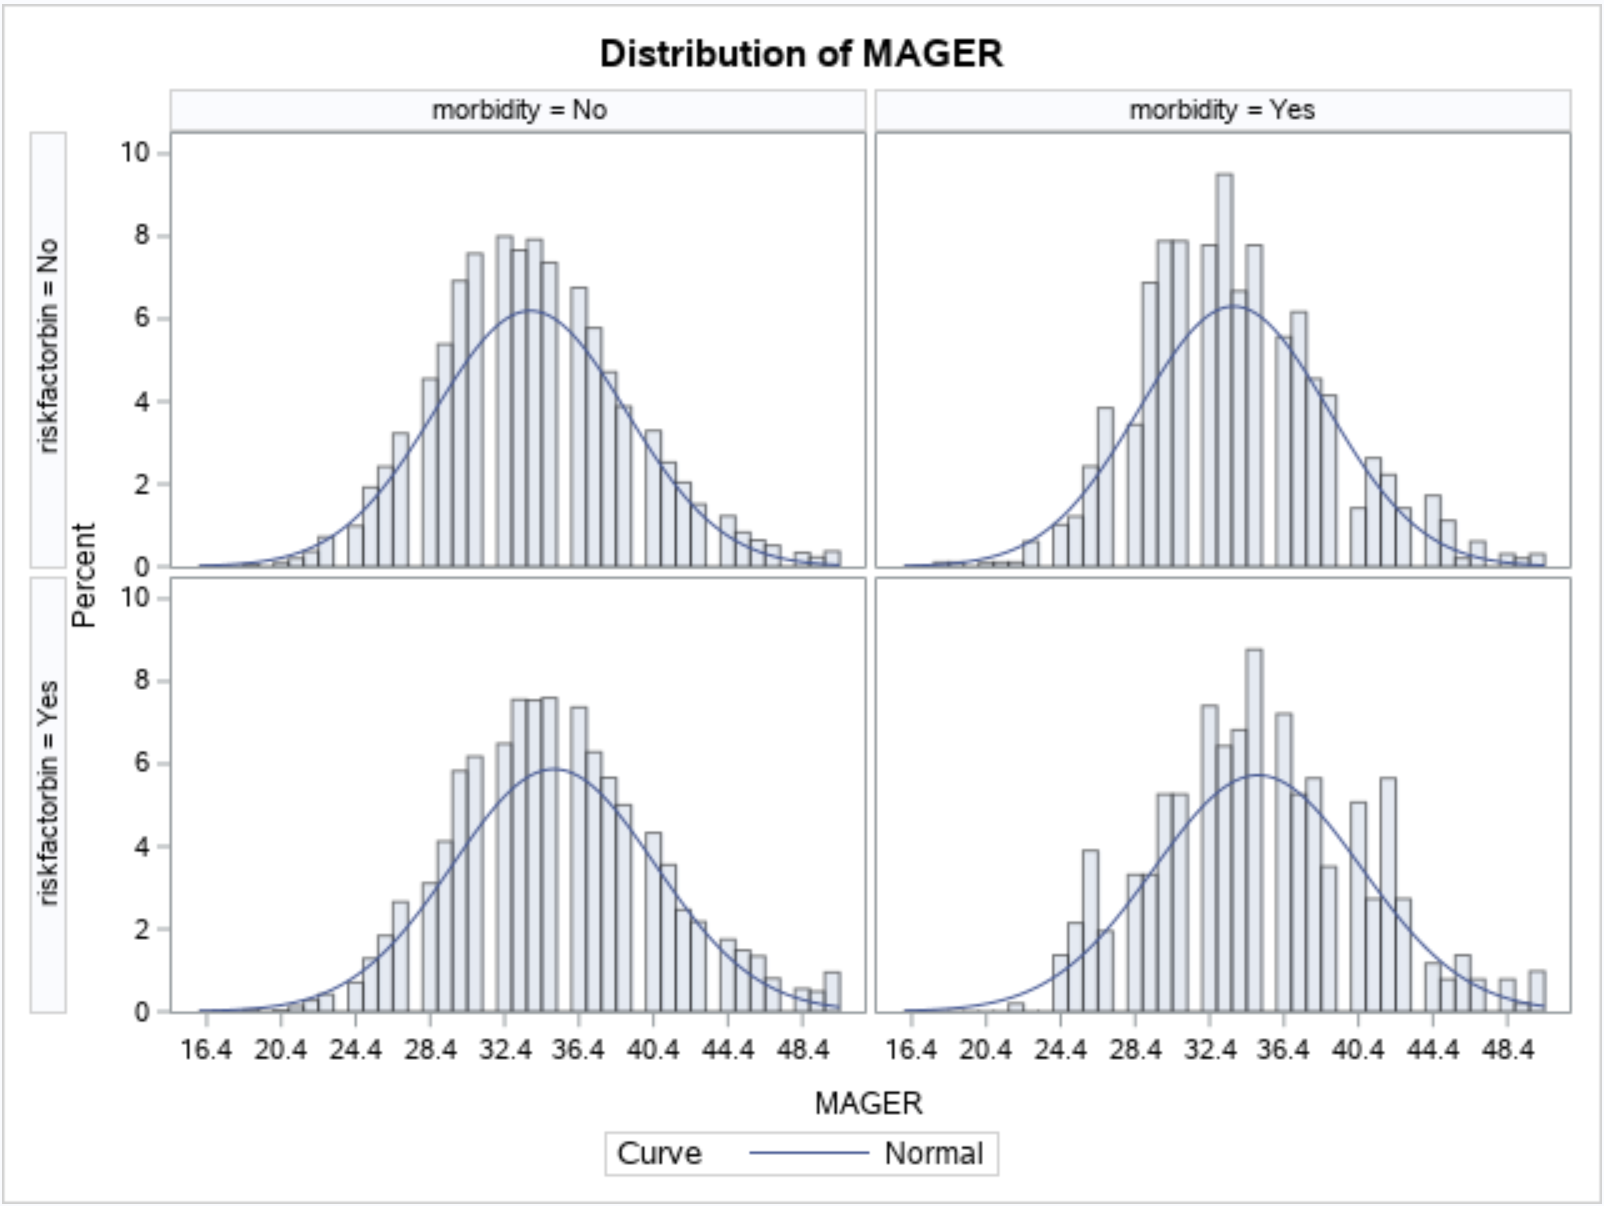 Distribution of MAGER
morbidity = No
morbidity = Yes
riskfactorbin = No
10
8
6
4
2
0
Percent
riskfactorbin = Yes
10
8
6
4
2
0
16.4 20.4 24.4 28.4 32.4 36.4 40.4 44.4 48.4
16.4 20.4 24.4 28.4 32.4 36.4 40.4 44.4 48.4
MAGER
Curve Normal